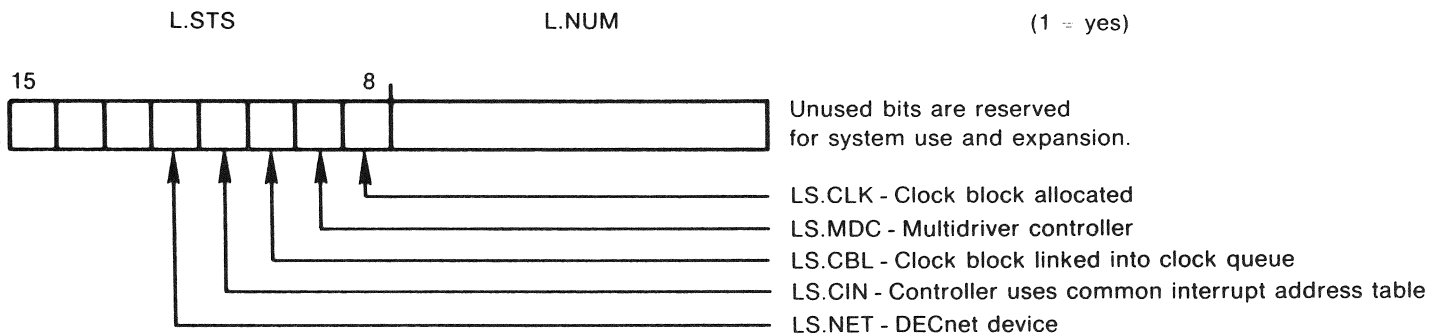 L.STS L.NUM (1 = yes)
15 8
Unused bits are reserved
for system use and expansion.
LS.CLK - Clock block allocated
LS.MDC - Multidriver controller
LS.CBL - Clock block linked into clock queue
LS.CIN - Controller uses common interrupt address table
LS.NET - DECnet device